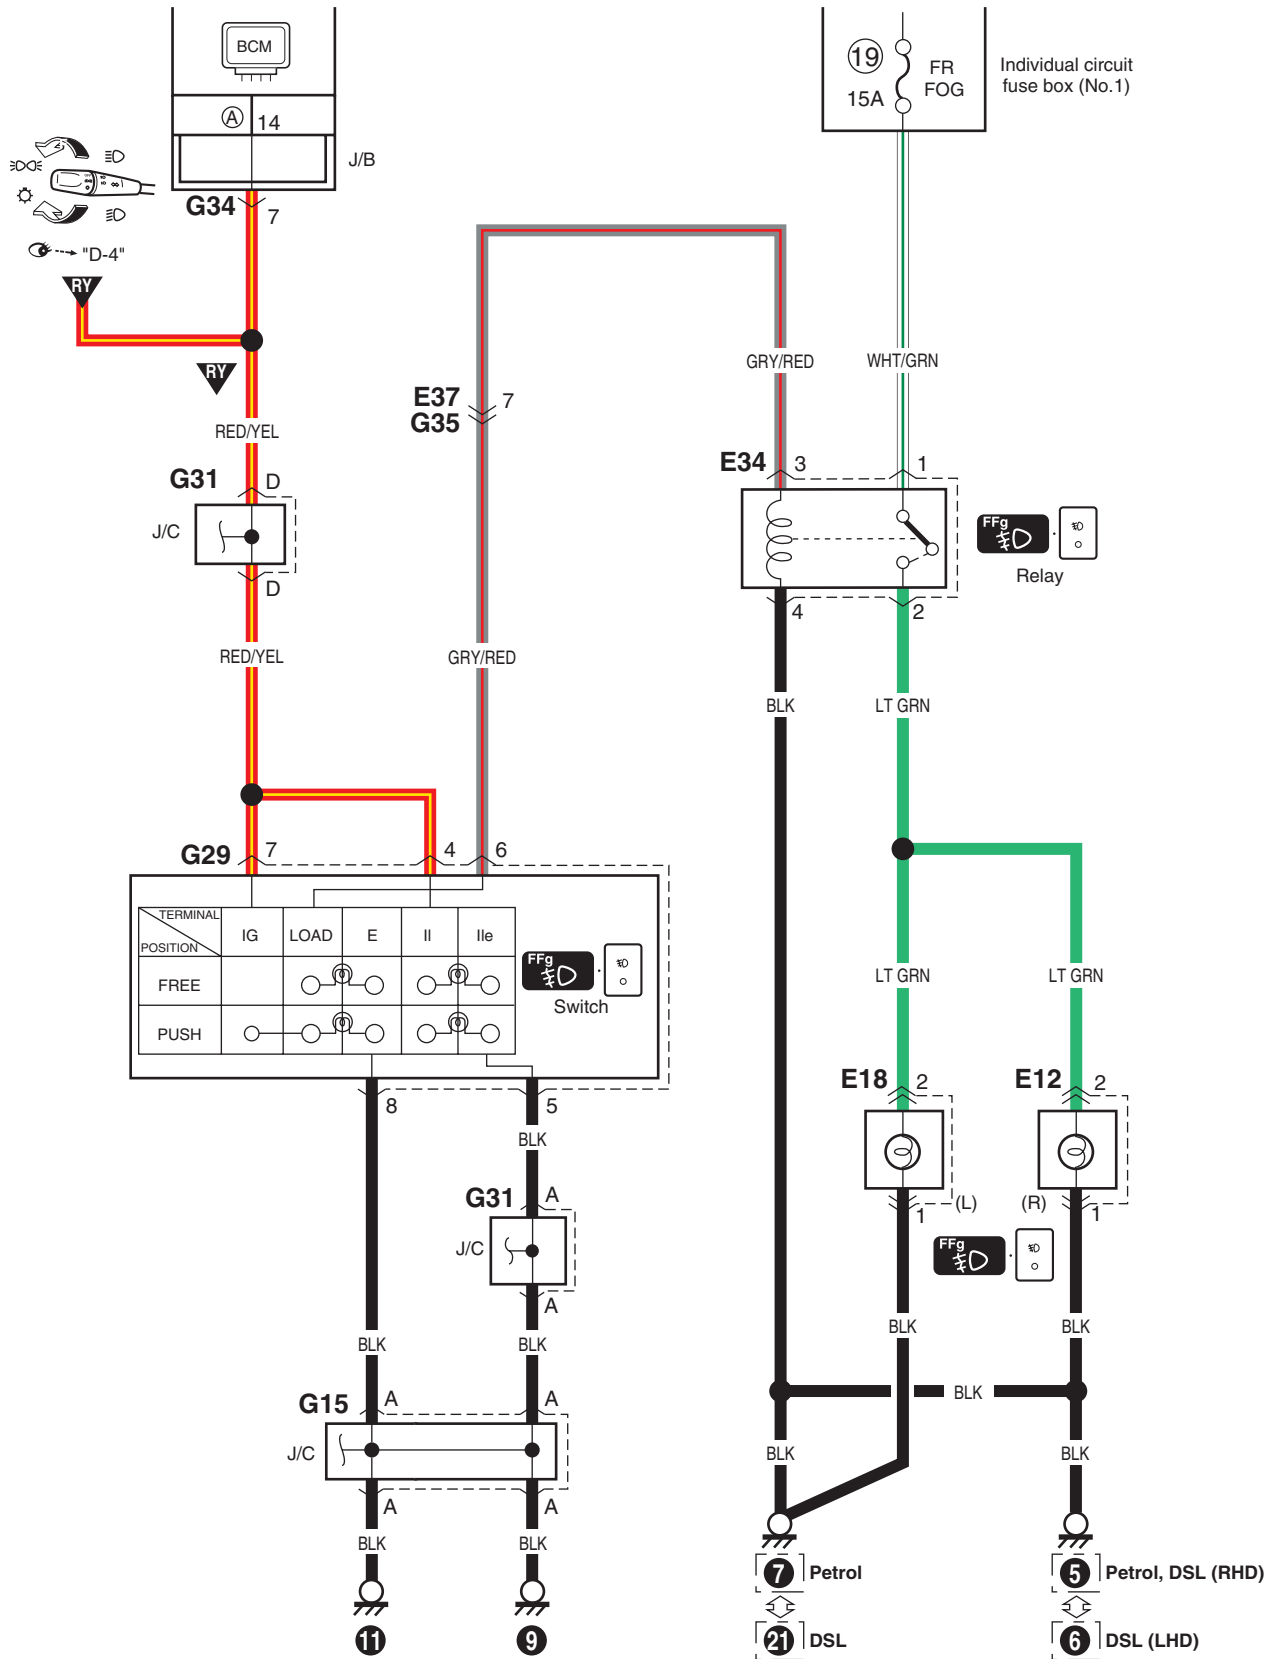 BCM
A 14
J/B
G34 7
"D-4"
RY
RY
RED/YEL
G31 D
J/C
D
RED/YEL
19
15A
FR
FOG
Individual circuit
fuse box (No.1)
GRY/RED
WHT/GRN
E37 7
G35
GRY/RED
E34 3 1
FFg
Relay
4 2
BLK
LT GRN
G29 7 4 6
TERMINAL
POSITION
IG LOAD E II IIe
FREE
PUSH
FFg
Switch
8 5
BLK
LT GRN LT GRN
E18 2
E12 2
G31 A
J/C
A
1 (L)
(R) 1
FFg
BLK BLK
BLK BLK
BLK
G15 A A
J/C
A A
BLK BLK
BLK BLK
11 9
7 Petrol
21 DSL
5 Petrol, DSL (RHD)
6 DSL (LHD)